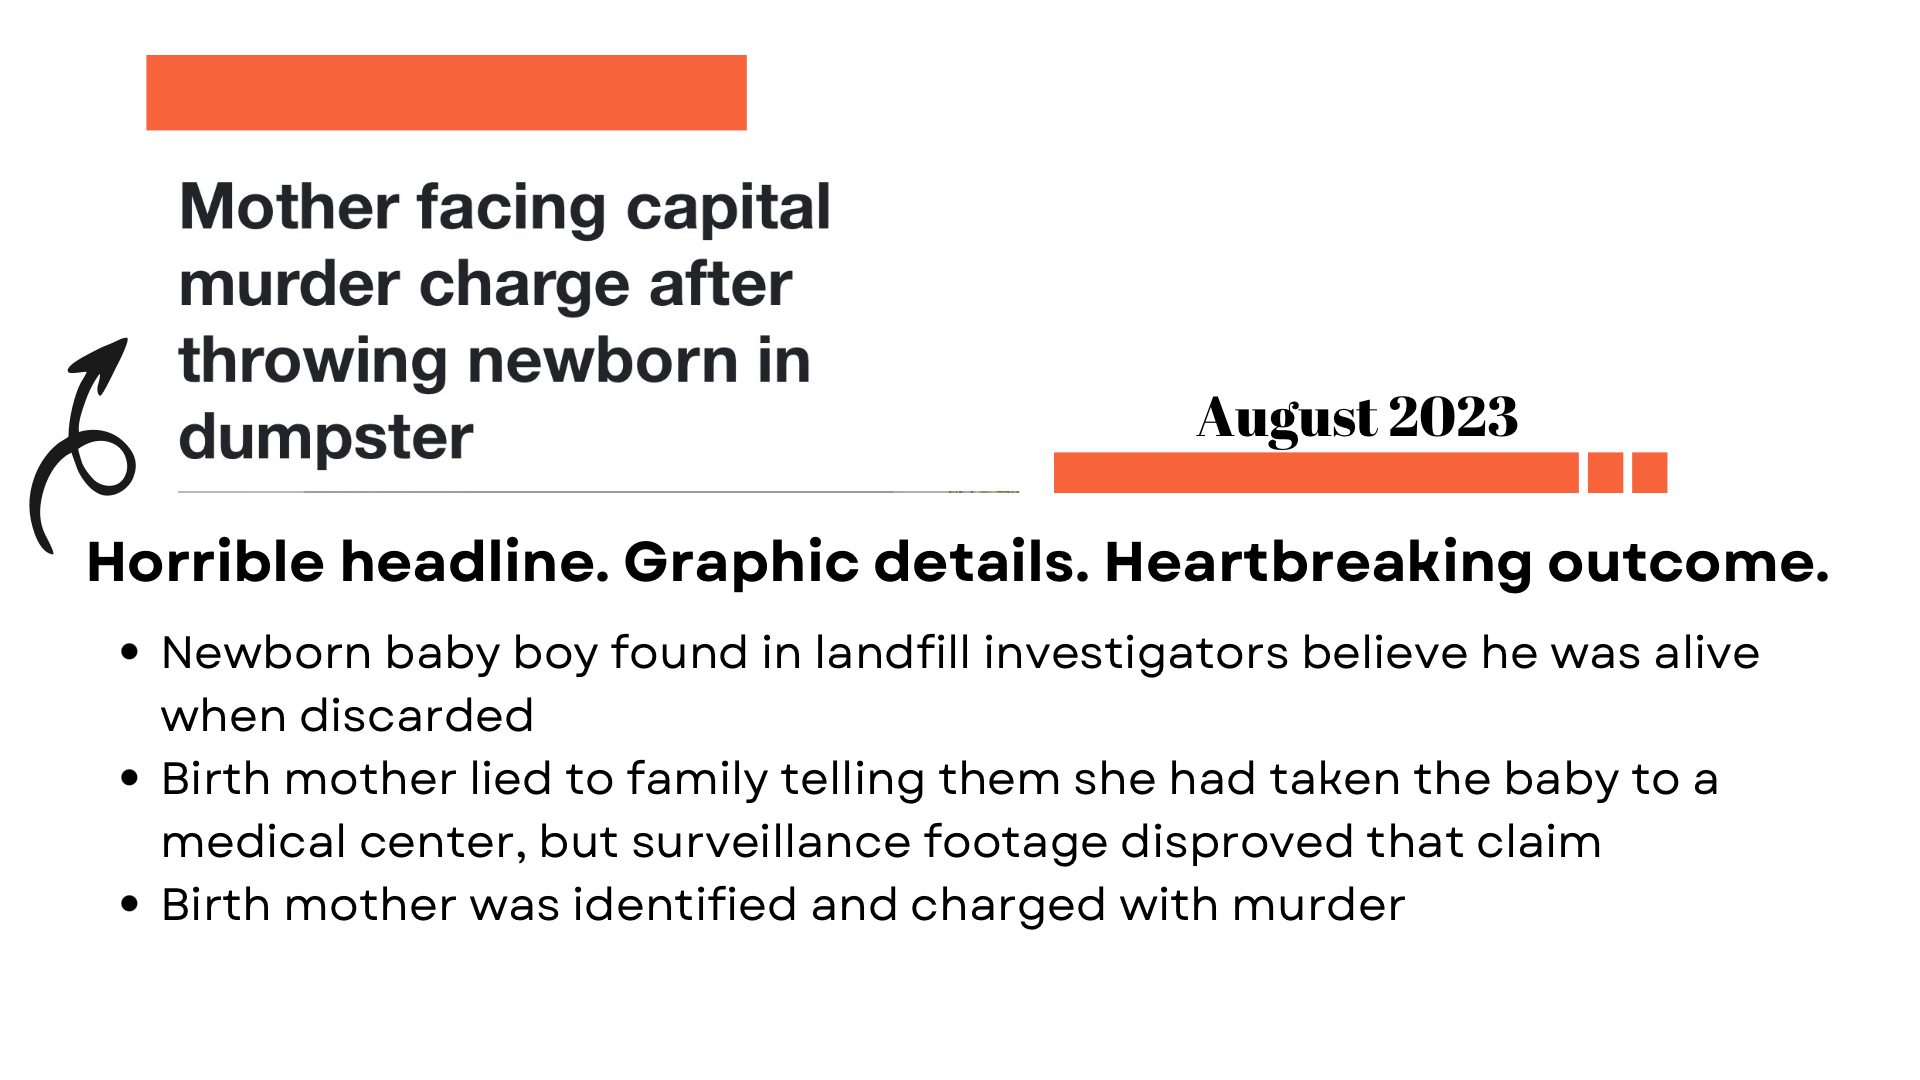 Mother facing capital
murder charge after
throwing newborn in
dumpster
August 2023
Horrible headline. Graphic details. Heartbreaking outcome.
• Newborn baby boy found in landfill investigators believe he was alive
when discarded
• Birth mother lied to family telling them she had taken the baby to a
medical center, but surveillance footage disproved that claim
• Birth mother was identified and charged with murder